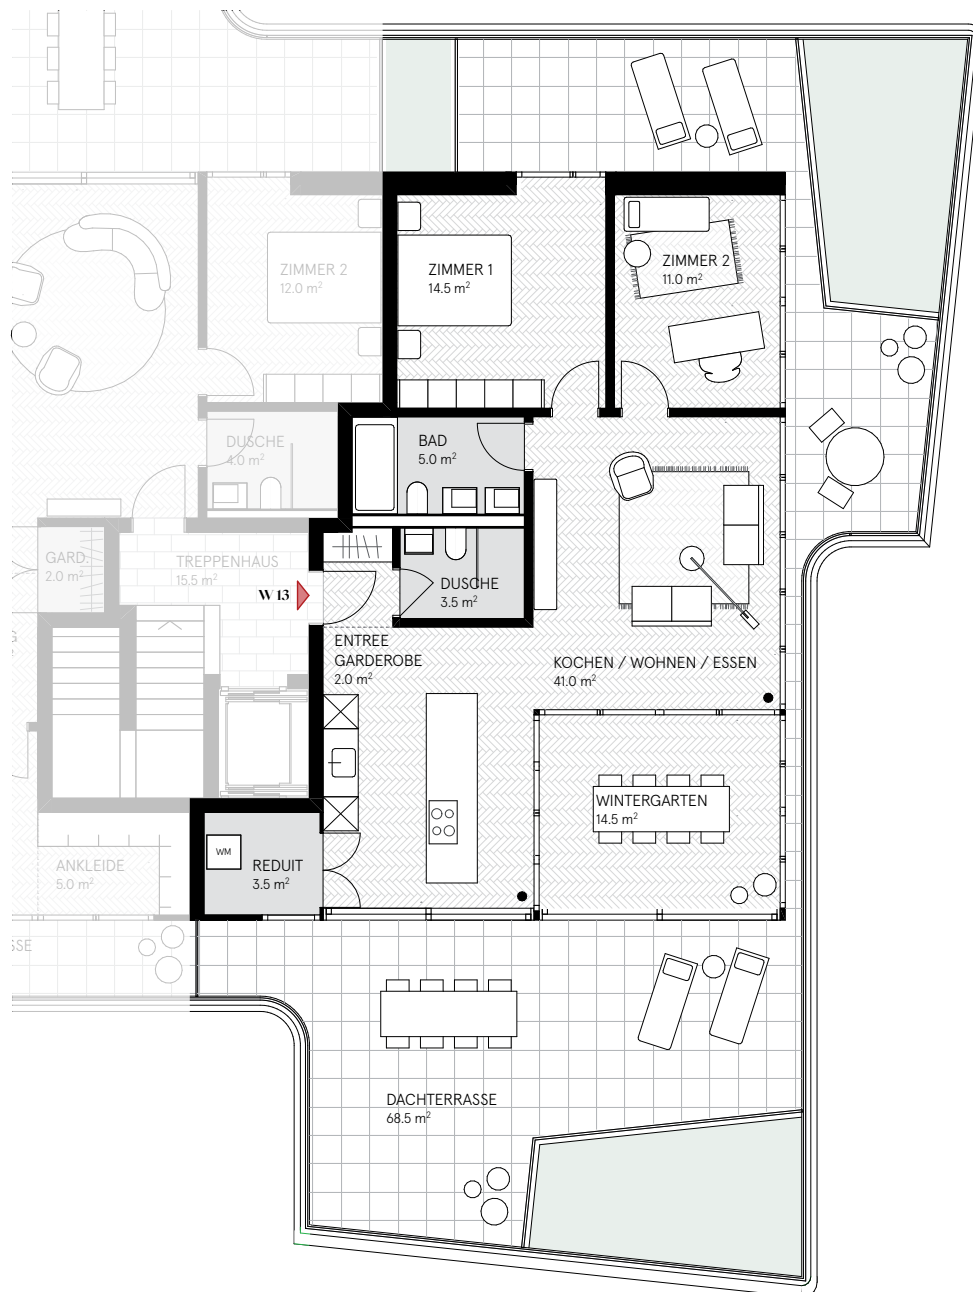 ZIMMER 2
12.0 m²
ZIMMER 1
14.5 m²
ZIMMER 2
11.0 m²
DUSCHE
4.0 m²
BAD
5.0 m²
GARD.
2.0 m²
TREPPENHAUS
15.5 m²
W 13
DUSCHE
3.5 m²
G
ENTREE
GARDEROBE
2.0 m²
KOCHEN / WOHNEN / ESSEN
41.0 m²
WINTERGARTEN
14.5 m²
ANKLEIDE
5.0 m²
WM
REDUIT
3.5 m²
SSE
DACHTERRASSE
68.5 m²